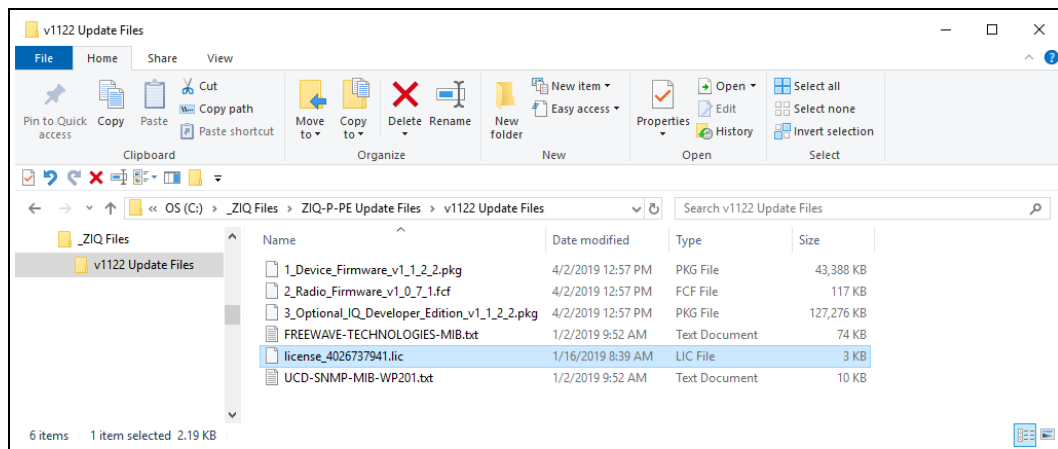 v1122 Update Files
File Home Share View
Pin to Quick access
Copy
Paste
Cut
Copy path
Paste shortcut
Clipboard
Move to
Copy to
Delete
Rename
Organize
New folder
New item
Easy access
New
Properties
Open
Edit
History
Open
Select all
Select none
Invert selection
Select
« OS (C:) > _ZIQ Files > ZIQ-P-PE Update Files > v1122 Update Files
Search v1122 Update Files
_ZIQ Files
v1122 Update Files
Name Date modified Type Size
1_Device_Firmware_v1_1_2_2.pkg 4/2/2019 12:57 PM PKG File 43,388 KB
2_Radio_Firmware_v1_0_7_1.fcf 4/2/2019 12:57 PM FCF File 117 KB
3_Optional_IQ_Developer_Edition_v1_1_2_2.pkg 4/2/2019 12:57 PM PKG File 127,276 KB
FREEWAVE-TECHNOLOGIES-MIB.txt 1/2/2019 9:52 AM Text Document 74 KB
license_4026737941.lic 1/16/2019 8:39 AM LIC File 3 KB
UCD-SNMP-MIB-WP201.txt 1/2/2019 9:52 AM Text Document 10 KB
6 items 1 item selected 2.19 KB